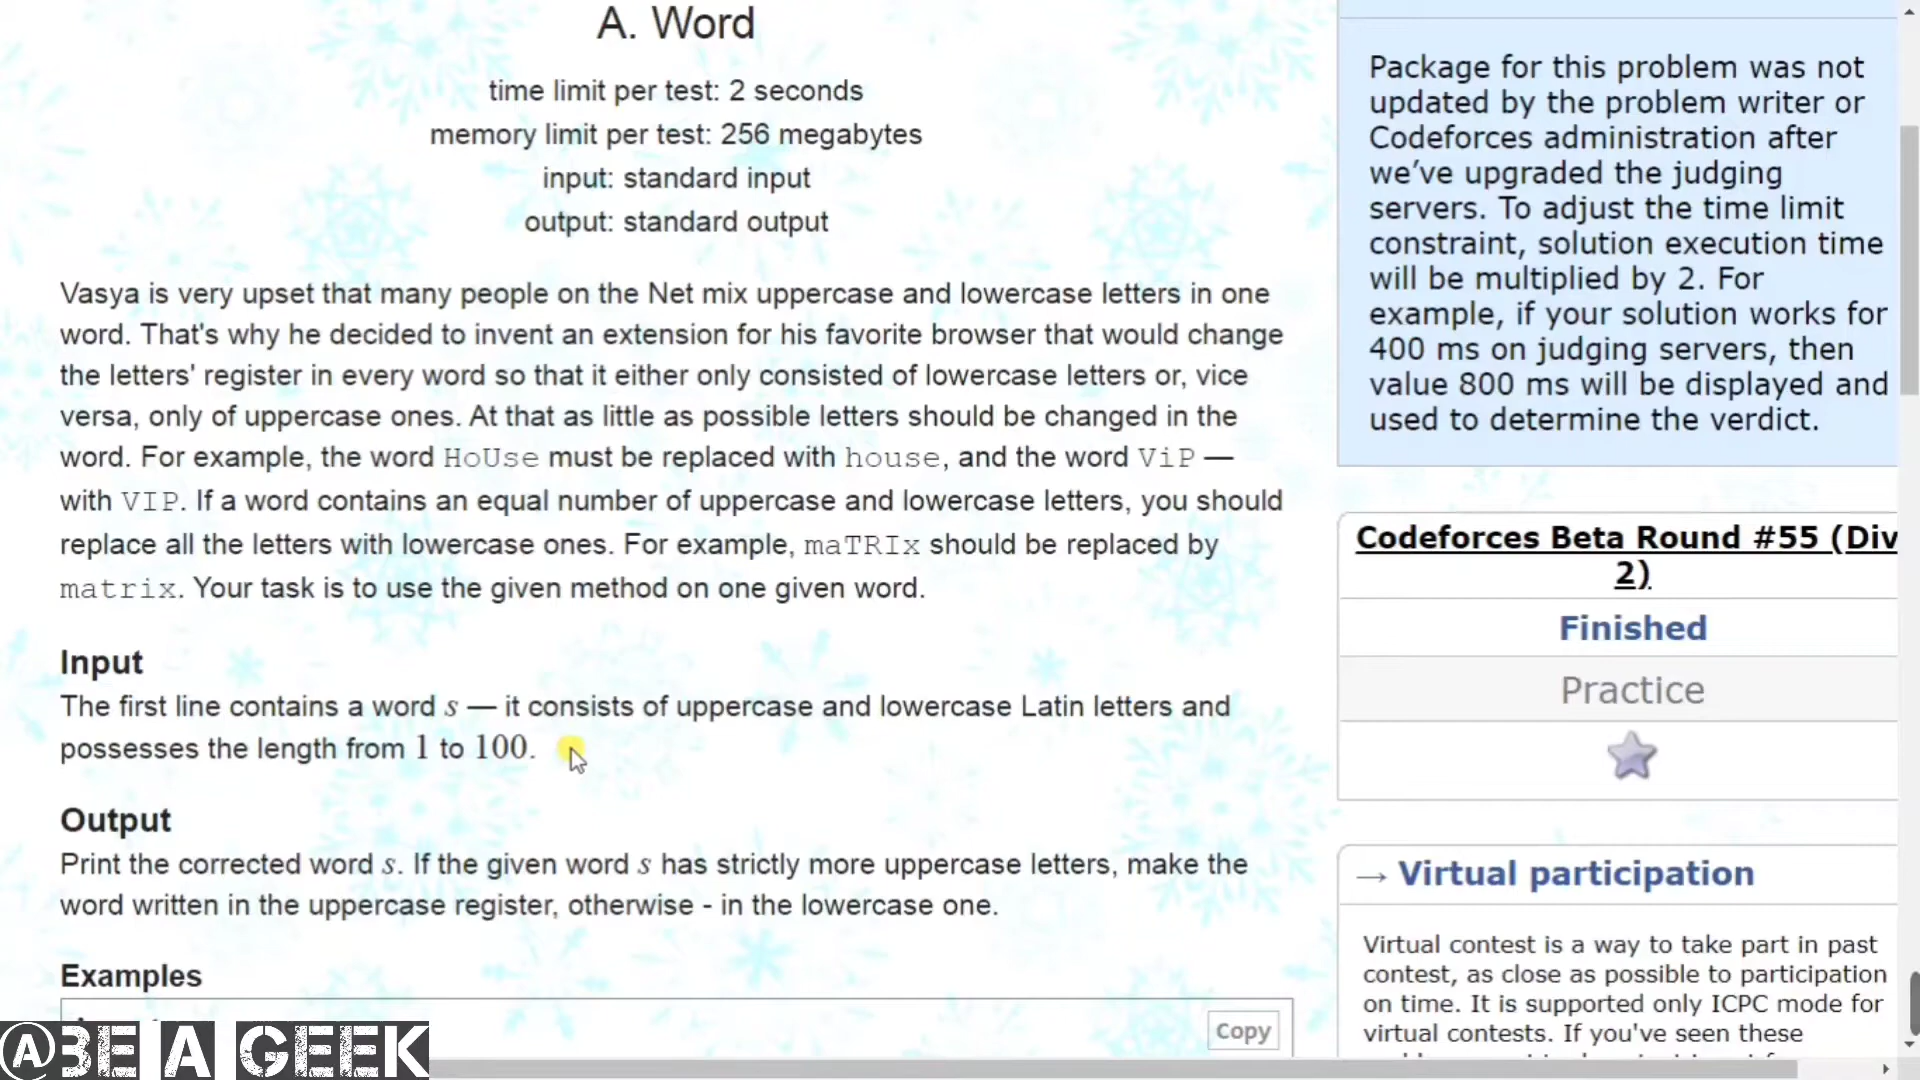 A. Word
time limit per test: 2 seconds
memory limit per test: 256 megabytes
input: standard input
output: standard output
Vasya is very upset that many people on the Net mix uppercase and lowercase letters in one
word. That's why he decided to invent an extension for his favorite browser that would change
the letters' register in every word so that it either only consisted of lowercase letters or, vice
versa, only of uppercase ones. At that as little as possible letters should be changed in the
word. For example, the word HoUse must be replaced with house, and the word ViP —
with VIP. If a word contains an equal number of uppercase and lowercase letters, you should
replace all the letters with lowercase ones. For example, maTRIx should be replaced by
matrix. Your task is to use the given method on one given word.
Input
The first line contains a word s — it consists of uppercase and lowercase Latin letters and
possesses the length from 1 to 100.
Output
Print the corrected word s. If the given word s has strictly more uppercase letters, make the
word written in the uppercase register, otherwise - in the lowercase one.
Examples
Copy
@BE A GEEK
Package for this problem was not
updated by the problem writer or
Codeforces administration after
we’ve upgraded the judging
servers. To adjust the time limit
constraint, solution execution time
will be multiplied by 2. For
example, if your solution works for
400 ms on judging servers, then
value 800 ms will be displayed and
used to determine the verdict.
Codeforces Beta Round #55 (Div
2)
Finished
Practice
→ Virtual participation
Virtual contest is a way to take part in past
contest, as close as possible to participation
on time. It is supported only ICPC mode for
virtual contests. If you've seen these